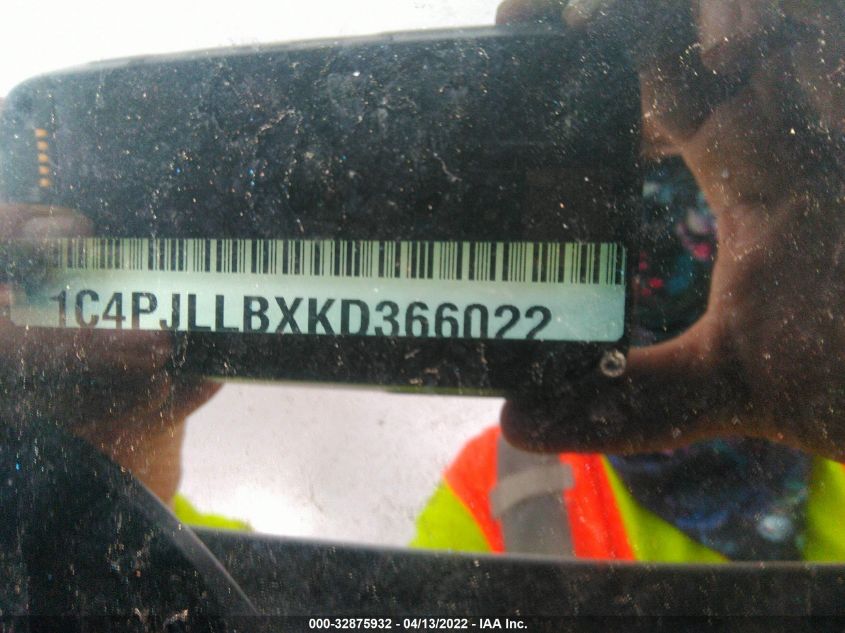 1C4PJLLBXKD366022
000-32875932 - 04/13/2022 - IAA Inc.